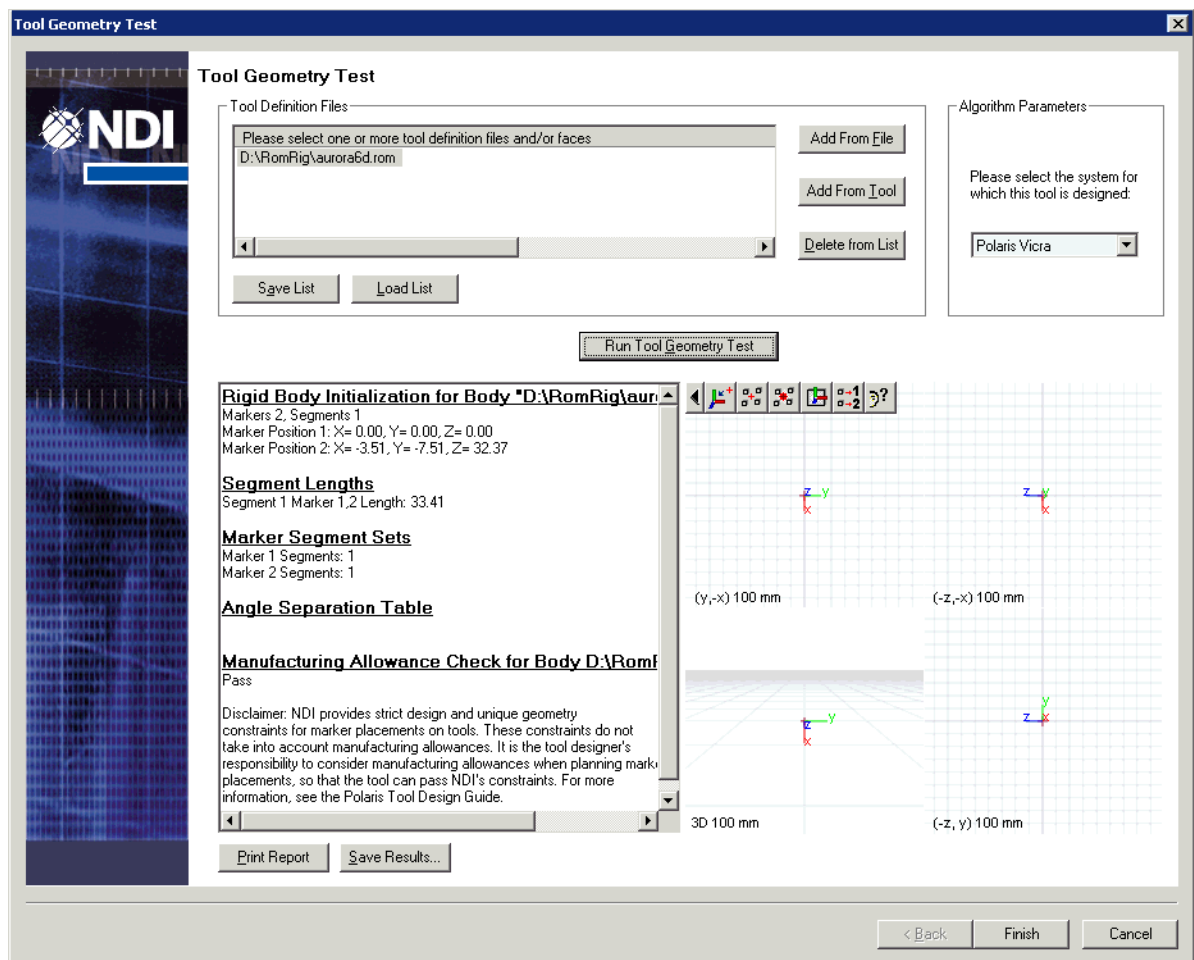 Tool Geometry Test
NDI
Tool Geometry Test
Tool Definition Files
Please select one or more tool definition files and/or faces
D:\RomRig\aurora6d.rom
Add From File
Add From Tool
Delete from List
Save List
Load List
Algorithm Parameters
Please select the system for
which this tool is designed:
Polaris Vicra
Run Tool Geometry Test
Rigid Body Initialization for Body "D:\RomRig\aur
Markers 2, Segments 1
Marker Position 1: X= 0.00, Y= 0.00, Z= 0.00
Marker Position 2: X= -3.51, Y= -7.51, Z= 32.37
Segment Lengths
Segment 1 Marker 1,2 Length: 33.41
Marker Segment Sets
Marker 1 Segments: 1
Marker 2 Segments: 1
Angle Separation Table
Manufacturing Allowance Check for Body D:\Rom
Pass
Disclaimer: NDI provides strict design and unique geometry
constraints for marker placements on tools. These constraints do not
take into account manufacturing allowances. It is the tool designer's
responsibility to consider manufacturing allowances when planning mark
placements, so that the tool can pass NDI's constraints. For more
information, see the Polaris Tool Design Guide.
1
2
?
z y
x
(y,-x) 100 mm
z y
x
(-z,-x) 100 mm
z y
x
3D 100 mm
y
z x
(-z, y) 100 mm
Print Report
Save Results...
< Back
Finish
Cancel